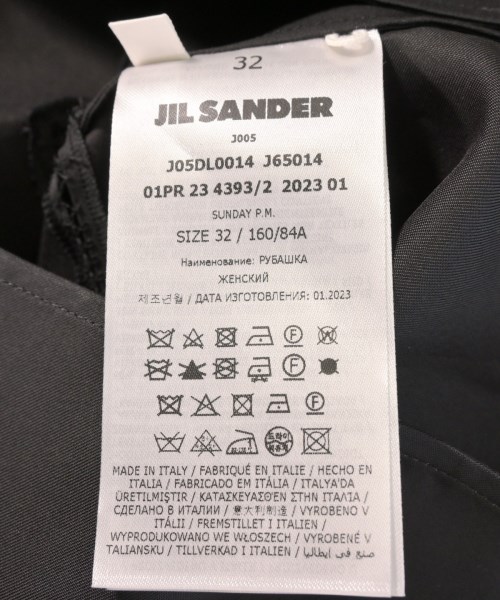 32
JIL SANDER
J005
J05DL0014 J65014
01PR 23 4393/2 2023 01
SUNDAY P.M.
SIZE 32 / 160/84A
Наименование: РУБАШКА
ЖЕНСКИЙ
제조년월 / ДАТА ИЗГОТОВЛЕНИЯ: 01.2023
F W
F
F
드라이
MADE IN ITALY / FABRIQUÉ EN ITALIE / HECHO EN
ITALIA / FABRICADO EM ITÁLIA / ITALYA'DA
ÜRETILMIŞTIR / ΚΑΤΑΣΚΕΥΑΣΘΕΝ ΣΤΗΝ ΙΤΑΛΙΑ /
СДЕЛАНО В ИТАЛИИ / 意大利制造 / VYROBENO V
ITÁLII / FREMSTILLET I ITALIEN /
WYPRODUKOWANO WE WŁOSZECH / VYROBENÉ V
TALIANSKU / TILLVERKAD I ITALIEN / صنع في إيطاليا